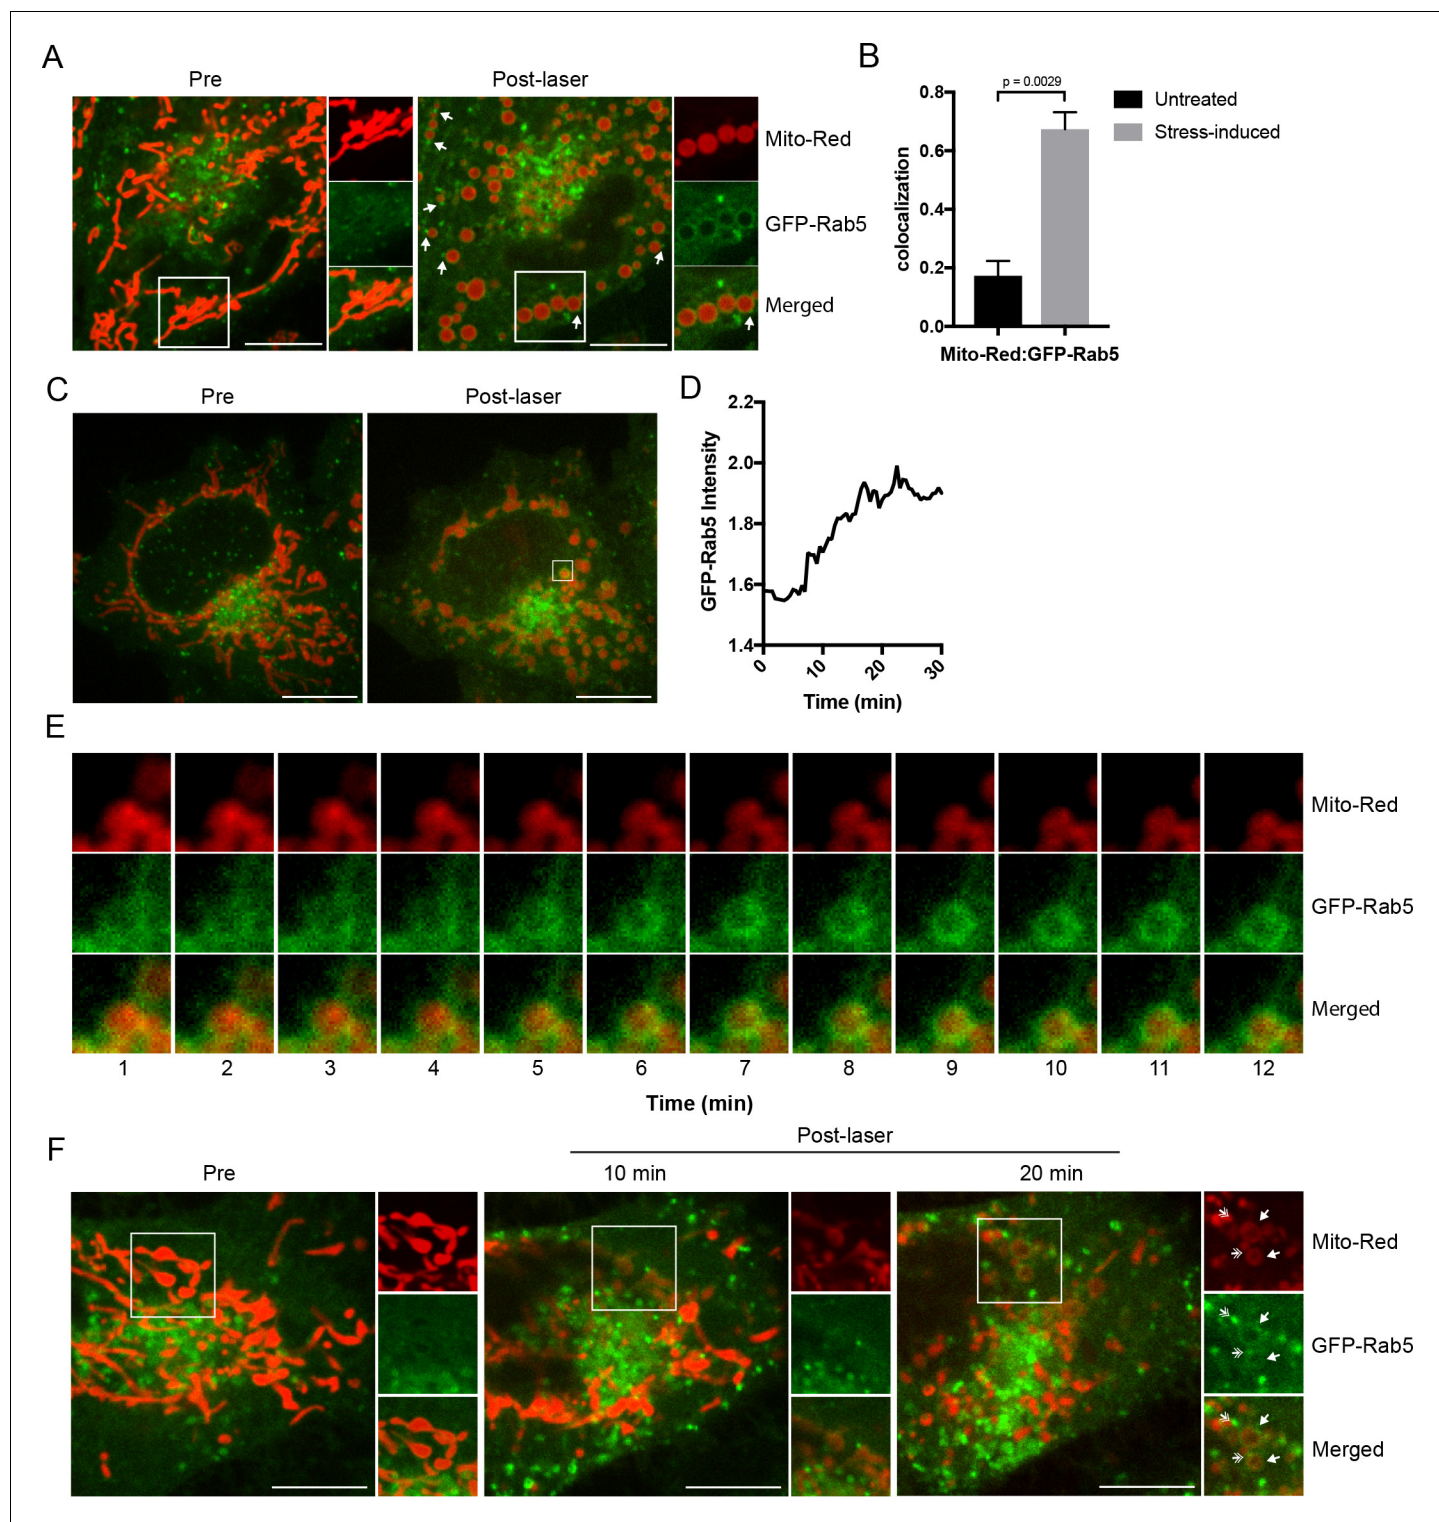 A
Pre
Post-laser
Mito-Red
GFP-Rab5
Merged
B
p = 0.0029
0.8
0.6
0.4
0.2
0.0
colocalization
Mito-Red:GFP-Rab5
Untreated
Stress-induced
C
Pre
Post-laser
D
2.2
2.0
1.8
1.6
1.4
GFP-Rab5 Intensity
0 10 20 30
Time (min)
E
Mito-Red
GFP-Rab5
Merged
1 2 3 4 5 6 7 8 9 10 11 12
Time (min)
F
Post-laser
Pre
10 min
20 min
Mito-Red
GFP-Rab5
Merged